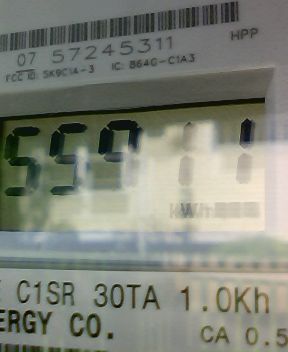 07 57245311
HPP
FCC ID: SK9C1A-3 IC: 864G-C1A3
55911
kWh
C1SR 30TA 1.0Kh
ERGY CO.
CA 0.5